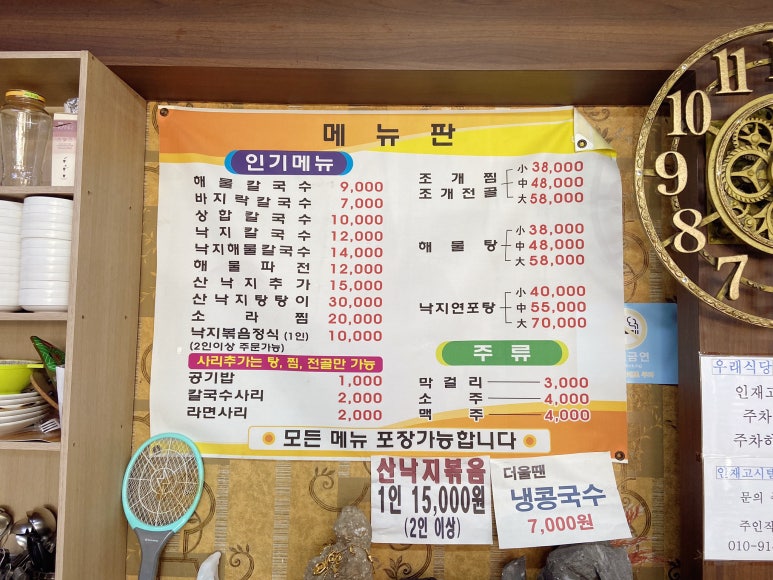 메뉴판
인기메뉴
해물칼국수 9,000
바지락칼국수 7,000
상합칼국수 10,000
낙지칼국수 12,000
낙지해물칼국수 14,000
해물파전 12,000
산낙지추가 15,000
산낙지탕탕이 30,000
소라찜 20,000
낙지볶음정식 (1인) 10,000
(2인이상 주문가능)
사리추가는 탕, 찜, 전골만 가능
공기밥 1,000
칼국수사리 2,000
라면사리 2,000
조개찜
조개전골
小 38,000
中 48,000
大 58,000
해물탕
小 38,000
中 48,000
大 58,000
낙지연포탕
小 40,000
中 55,000
大 70,000
주류
막걸리 3,000
소주 4,000
맥주 4,000
모든 메뉴 포장가능합니다
산낙지볶음
1인 15,000원
(2인 이상)
더울땐
냉콩국수
7,000원
11
10
9
8
7
금연
우래식당
인재고
주차
주차하
인재고시텔
문의
주인직
010-91